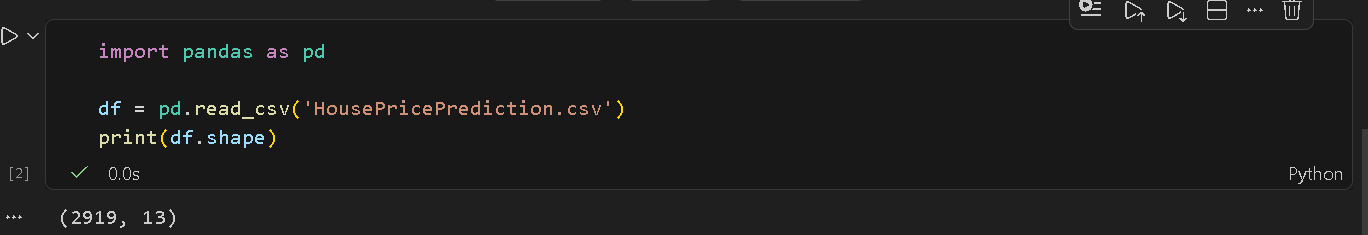 import pandas as pd
df = pd.read_csv('HousePricePrediction.csv')
print(df.shape)
[2] 0.0s Python
(2919, 13)